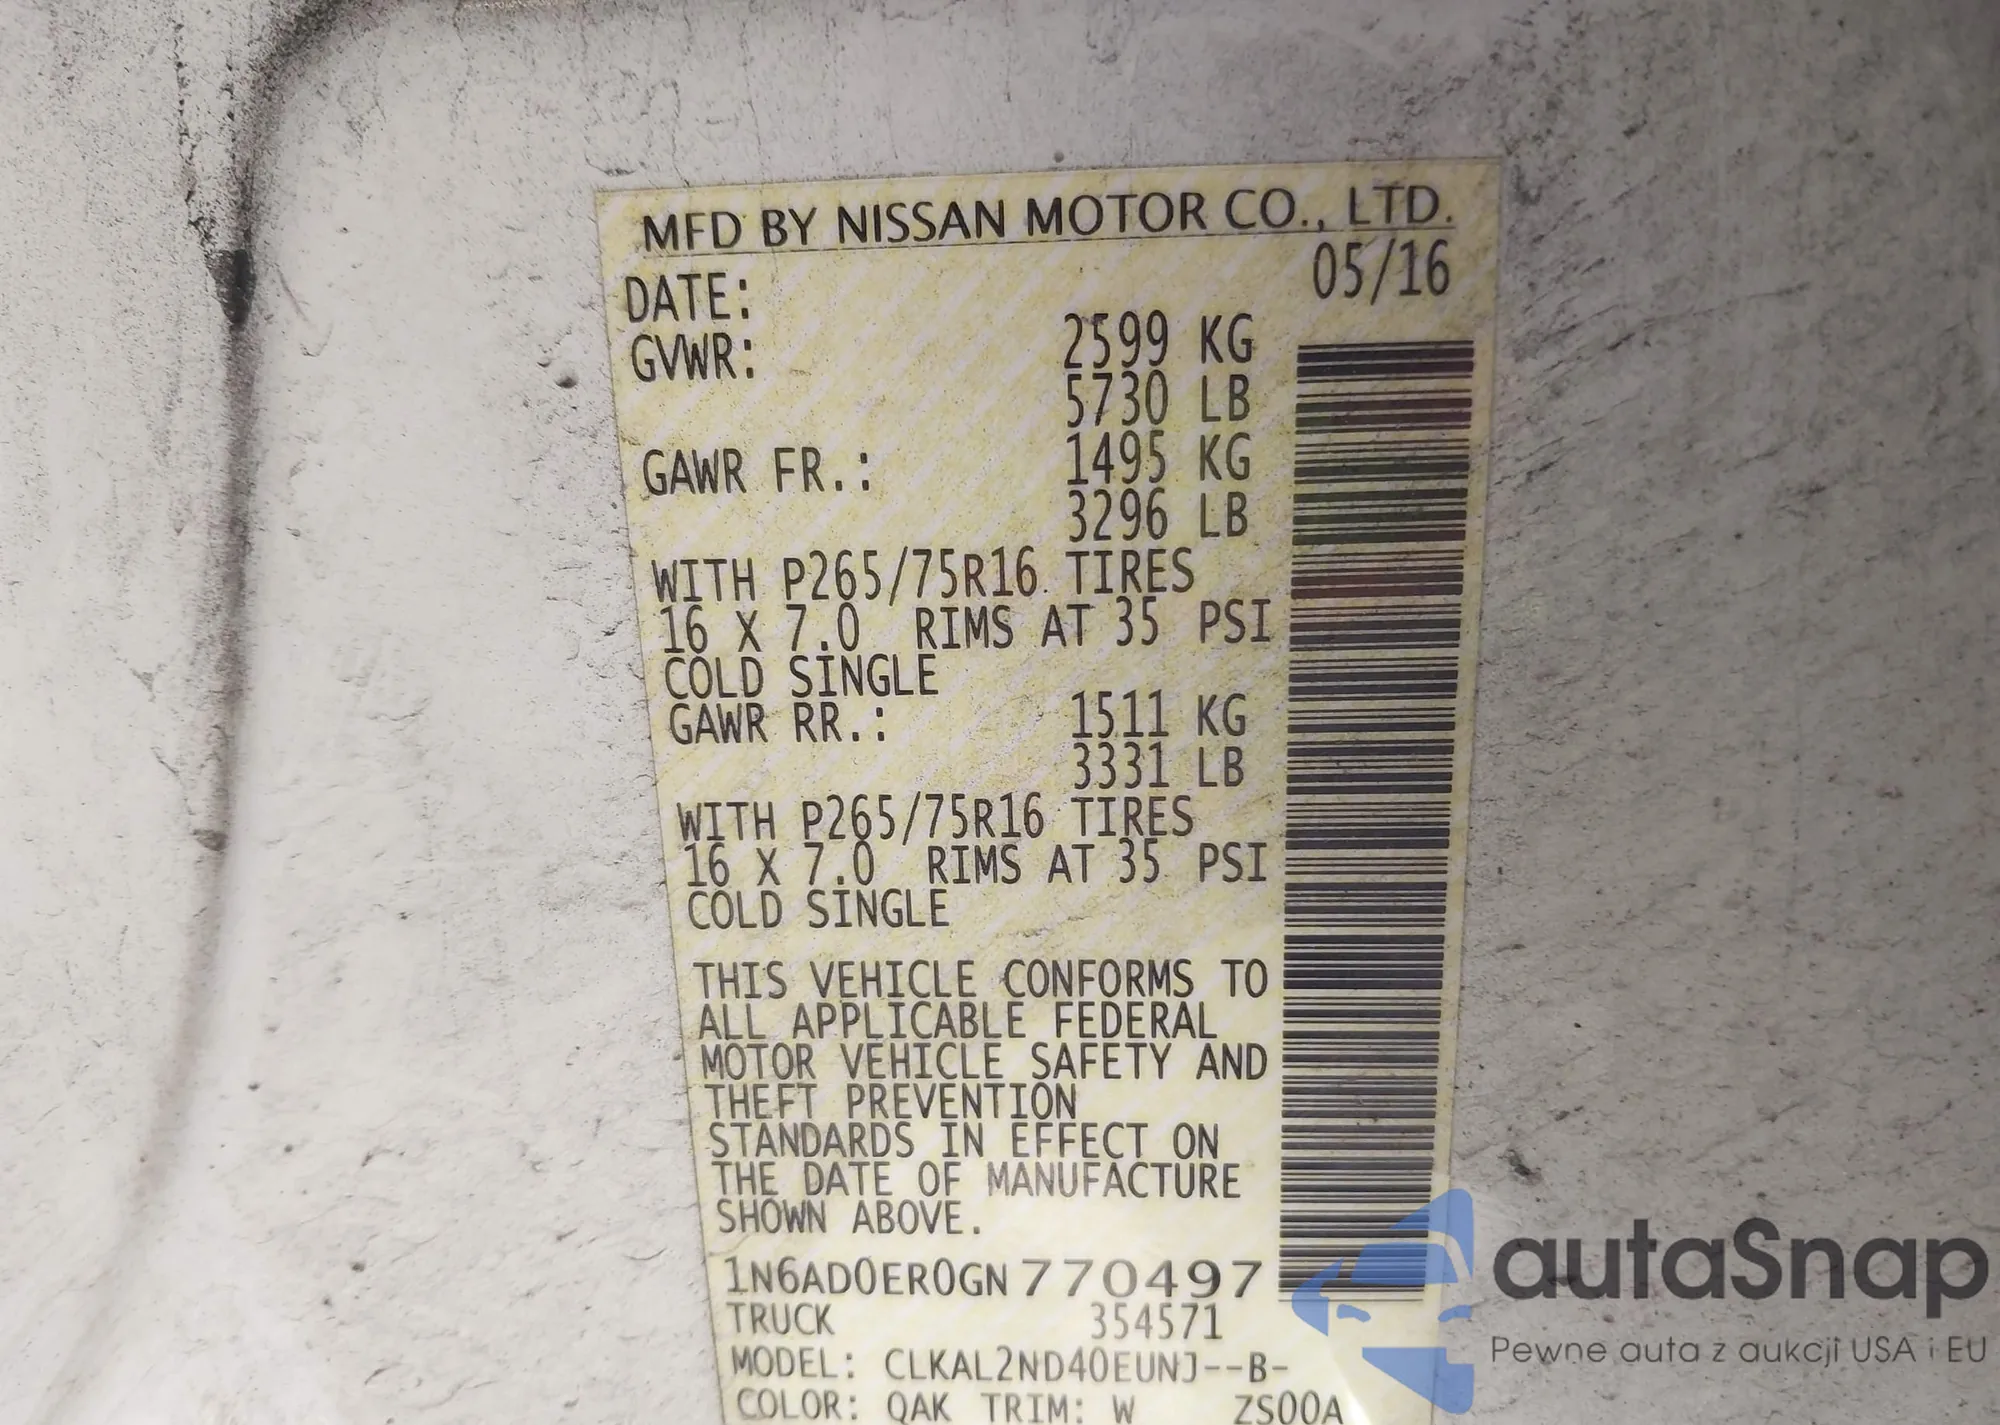 MFD BY NISSAN MOTOR CO., LTD.
DATE: 05/16
GVWR: 2599 KG
5730 LB
GAWR FR.: 1495 KG
3296 LB
WITH P265/75R16 TIRES
16 X 7.0 RIMS AT 35 PSI
COLD SINGLE
GAWR RR.: 1511 KG
3331 LB
WITH P265/75R16 TIRES
16 X 7.0 RIMS AT 35 PSI
COLD SINGLE
THIS VEHICLE CONFORMS TO
ALL APPLICABLE FEDERAL
MOTOR VEHICLE SAFETY AND
THEFT PREVENTION
STANDARDS IN EFFECT ON
THE DATE OF MANUFACTURE
SHOWN ABOVE.
1N6AD0ER0GN770497
TRUCK 354571
MODEL: CLKAL2ND40EUNJ--B-
COLOR: QAK TRIM: W ZS00A
autaSnap
Pewne auta z aukcji USA i EU